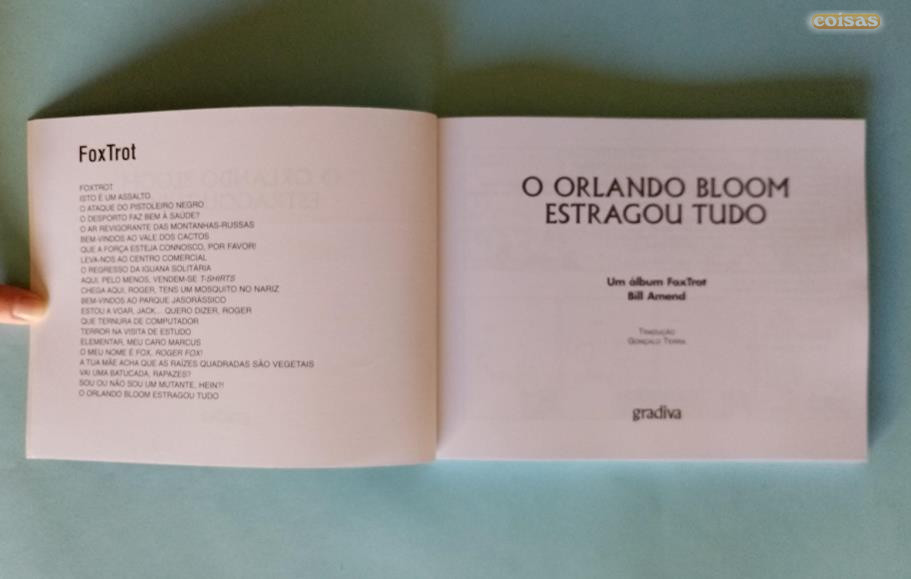 coisas
FoxTrot
FOXTROT
ISTO É UM ASSALTO
O ATAQUE DO PISTOLEIRO NEGRO
O DESPORTO FAZ BEM À SAÚDE?
O AR REVIGORANTE DAS MONTANHAS-RUSSAS
BEM-VINDOS AO VALE DOS CACTOS
QUE A FORÇA ESTEJA CONNOSCO, POR FAVOR!
LEVA-NOS AO CENTRO COMERCIAL
O REGRESSO DA IGUANA SOLITÁRIA
AQUI, PELO MENOS, VENDEM-SE T-SHIRTS
CHEGA AQUI, ROGER, TENS UM MOSQUITO NO NARIZ
BEM-VINDOS AO PARQUE JASORÁSSICO
ESTOU A VOAR, JACK... QUERO DIZER, ROGER
QUE TERNURA DE COMPUTADOR
TERROR NA VISITA DE ESTUDO
ELEMENTAR, MEU CARO MARCUS
O MEU NOME É FOX, ROGER FOX!
A TUA MÃE ACHA QUE AS RAÍZES QUADRADAS SÃO VEGETAIS
VAI UMA BATUCADA, RAPAZES?
SOU OU NÃO SOU UM MUTANTE, HEIN?!
O ORLANDO BLOOM ESTRAGOU TUDO
O ORLANDO BLOOM
ESTRAGOU TUDO
Um álbum FoxTrot
Bill Amend
TRADUÇÃO
GONÇALO TERRA
gradiva